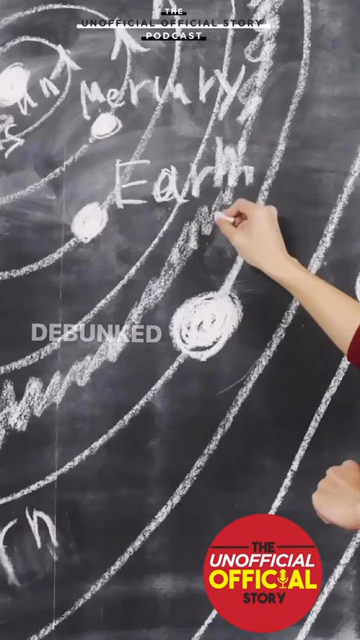 THE
UNOFFICIAL OFFICIAL STORY
PODCAST
Mercury
Earth
DEBUNKED
THE
UNOFFICIAL
OFFICIAL
STORY